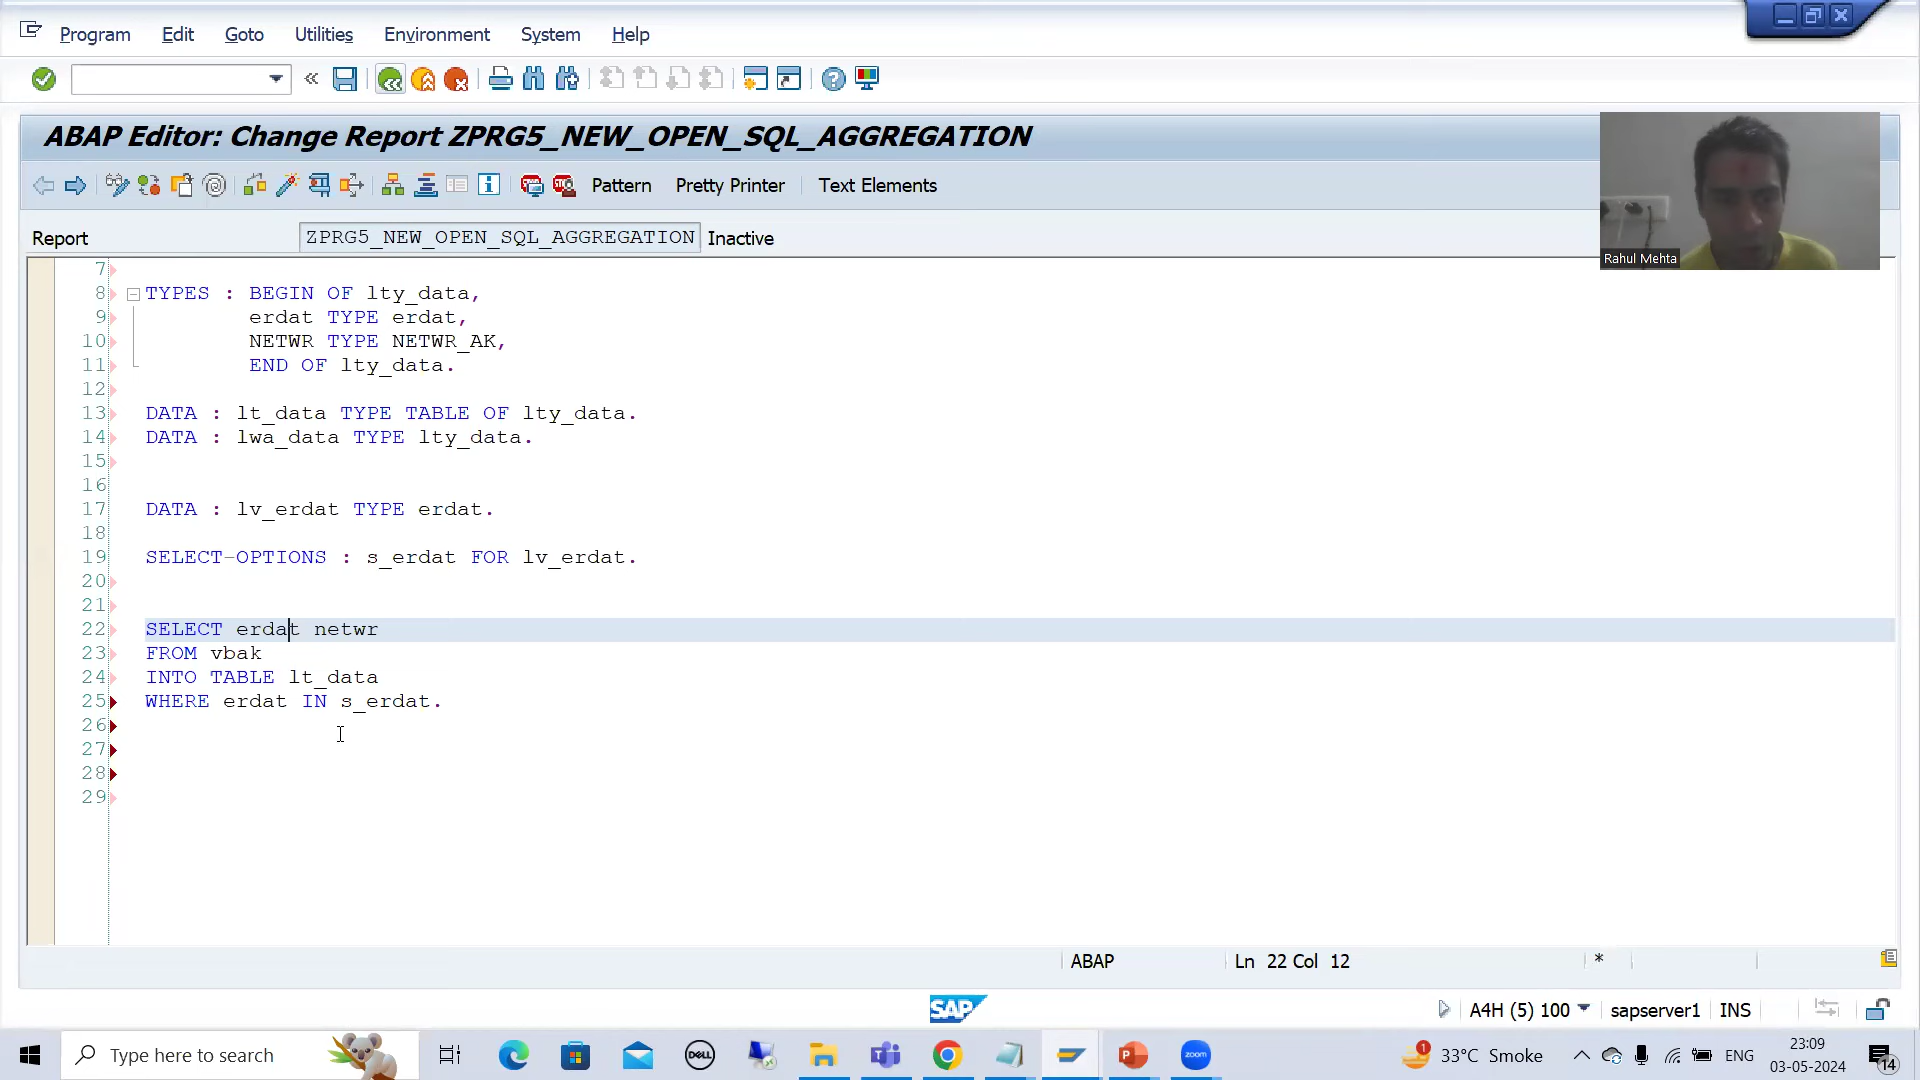 Program Edit Goto Utilities Environment System Help
ABAP Editor: Change Report ZPRG5_NEW_OPEN_SQL_AGGREGATION
Pattern Pretty Printer Text Elements
Report ZPRG5_NEW_OPEN_SQL_AGGREGATION Inactive
Rahul Mehta
7
8 TYPES : BEGIN OF lty_data,
9 erdat TYPE erdat,
10 NETWR TYPE NETWR_AK,
11 END OF lty_data.
12
13 DATA : lt_data TYPE TABLE OF lty_data.
14 DATA : lwa_data TYPE lty_data.
15
16
17 DATA : lv_erdat TYPE erdat.
18
19 SELECT-OPTIONS : s_erdat FOR lv_erdat.
20
21
22 SELECT erdat netwr
23 FROM vbak
24 INTO TABLE lt_data
25 WHERE erdat IN s_erdat.
26
27
28
29
ABAP Ln 22 Col 12 *
SAP A4H (5) 100 sapserver1 INS
Type here to search DELL zoom 1 33°C Smoke ENG 23:09
03-05-2024 14